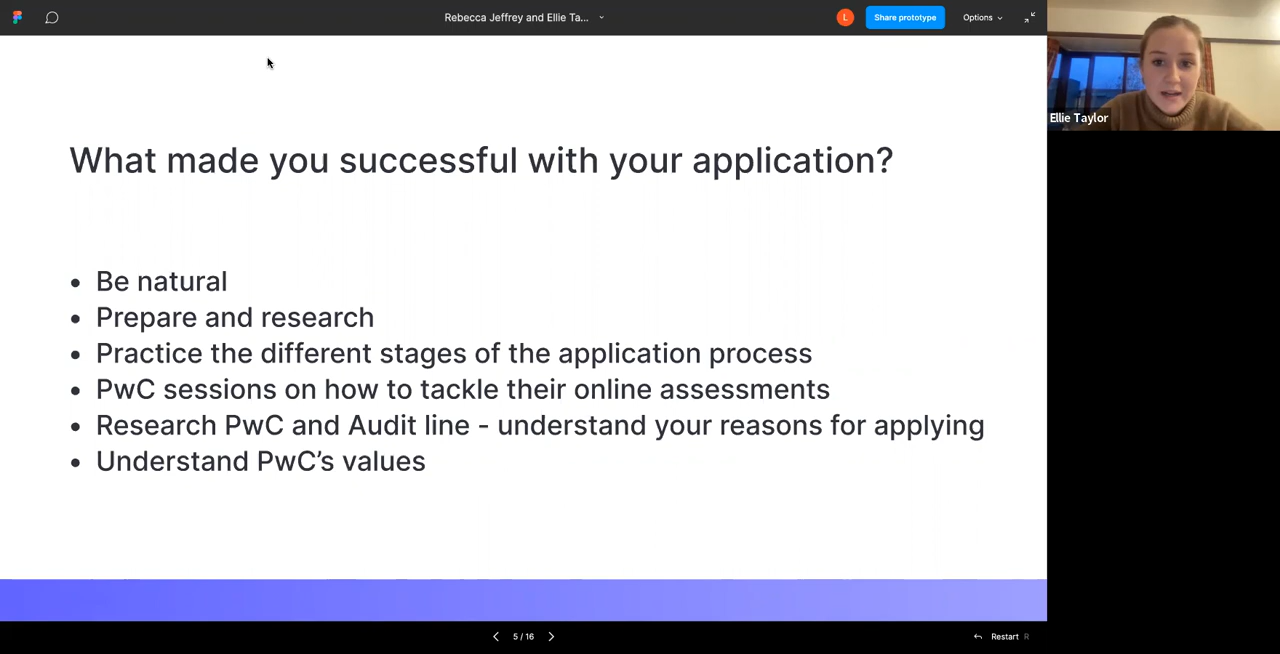 Rebecca Jeffrey and Ellie Ta...
L
Share prototype
Options
Ellie Taylor
What made you successful with your application?
• Be natural
• Prepare and research
• Practice the different stages of the application process
• PwC sessions on how to tackle their online assessments
• Research PwC and Audit line - understand your reasons for applying
• Understand PwC’s values
5 / 16
Restart R